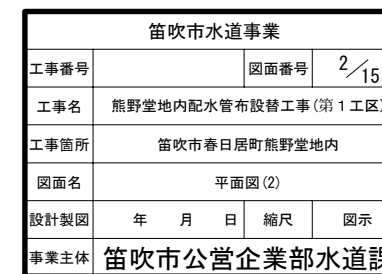 笛吹市水道事業
工事番号 図面番号 2/15
工事名 熊野堂地内配水管布設替工事(第1工区)
工事箇所 笛吹市春日居町熊野堂地内
図面名 平面図(2)
設計製図 年 月 日 縮尺 図示
事業主体 笛吹市公営企業部水道課